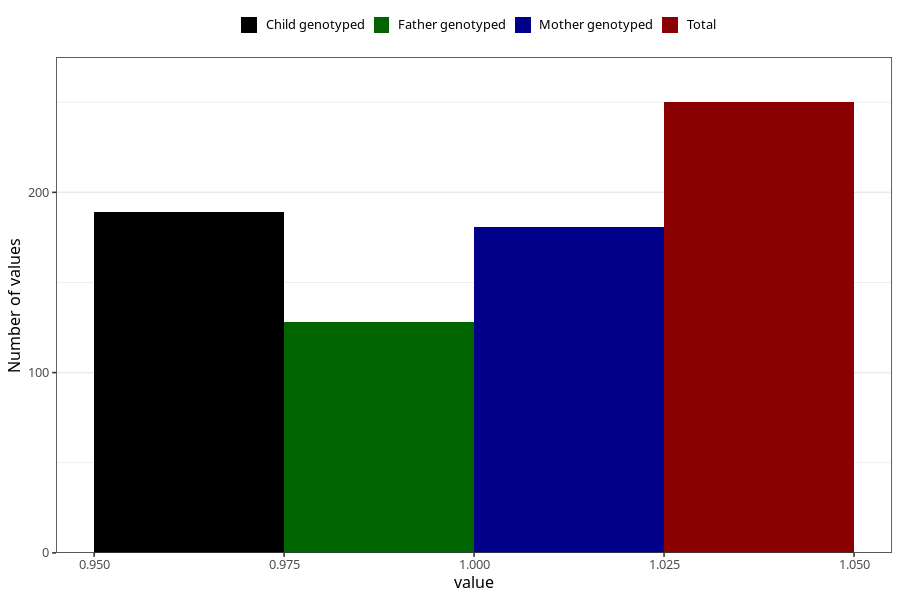 Child genotyped Father genotyped Mother genotyped Total
Number of values
200
100
0
0.950 0.975 1.000 1.025 1.050
value